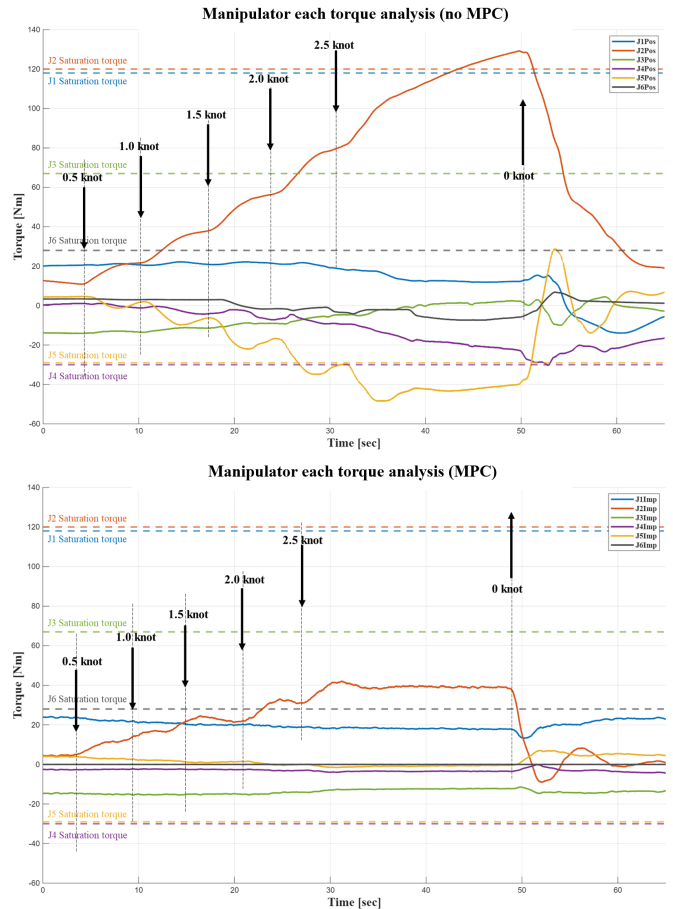 Manipulator each torque analysis (no MPC)
140
120
100
80
60
40
20
0
-20
-40
-60
Torque [Nm]
J2 Saturation torque
J1 Saturation torque
J3 Saturation torque
J6 Saturation torque
J5 Saturation torque
J4 Saturation torque
0.5 knot
1.0 knot
1.5 knot
2.0 knot
2.5 knot
0 knot
J1Pos
J2Pos
J3Pos
J4Pos
J5Pos
J6Pos
0
10
20
30
40
50
60
Time [sec]
Manipulator each torque analysis (MPC)
140
120
100
80
60
40
20
0
-20
-40
-60
Torque [Nm]
J2 Saturation torque
J1 Saturation torque
J3 Saturation torque
J6 Saturation torque
J5 Saturation torque
J4 Saturation torque
0.5 knot
1.0 knot
1.5 knot
2.0 knot
2.5 knot
0 knot
J1Imp
J2Imp
J3Imp
J4Imp
J5Imp
J6Imp
0
10
20
30
40
50
60
Time [sec]